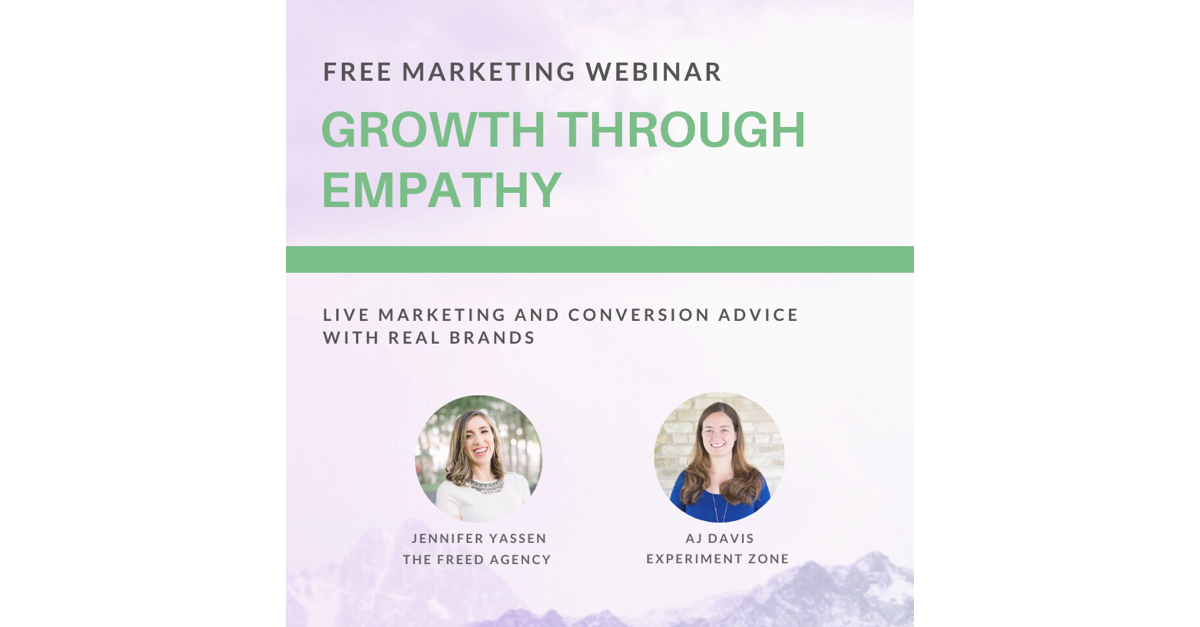 FREE MARKETING WEBINAR
GROWTH THROUGH
EMPATHY
LIVE MARKETING AND CONVERSION ADVICE
WITH REAL BRANDS
JENNIFER YASSEN
THE FREED AGENCY
AJ DAVIS
EXPERIMENT ZONE